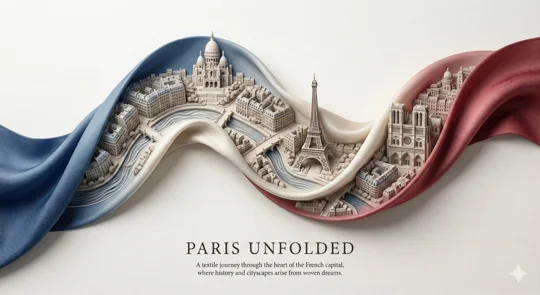 PARIS UNFOLDED
A textile journey through the heart of the French capital,
where history and cityscapes arise from woven dreams.